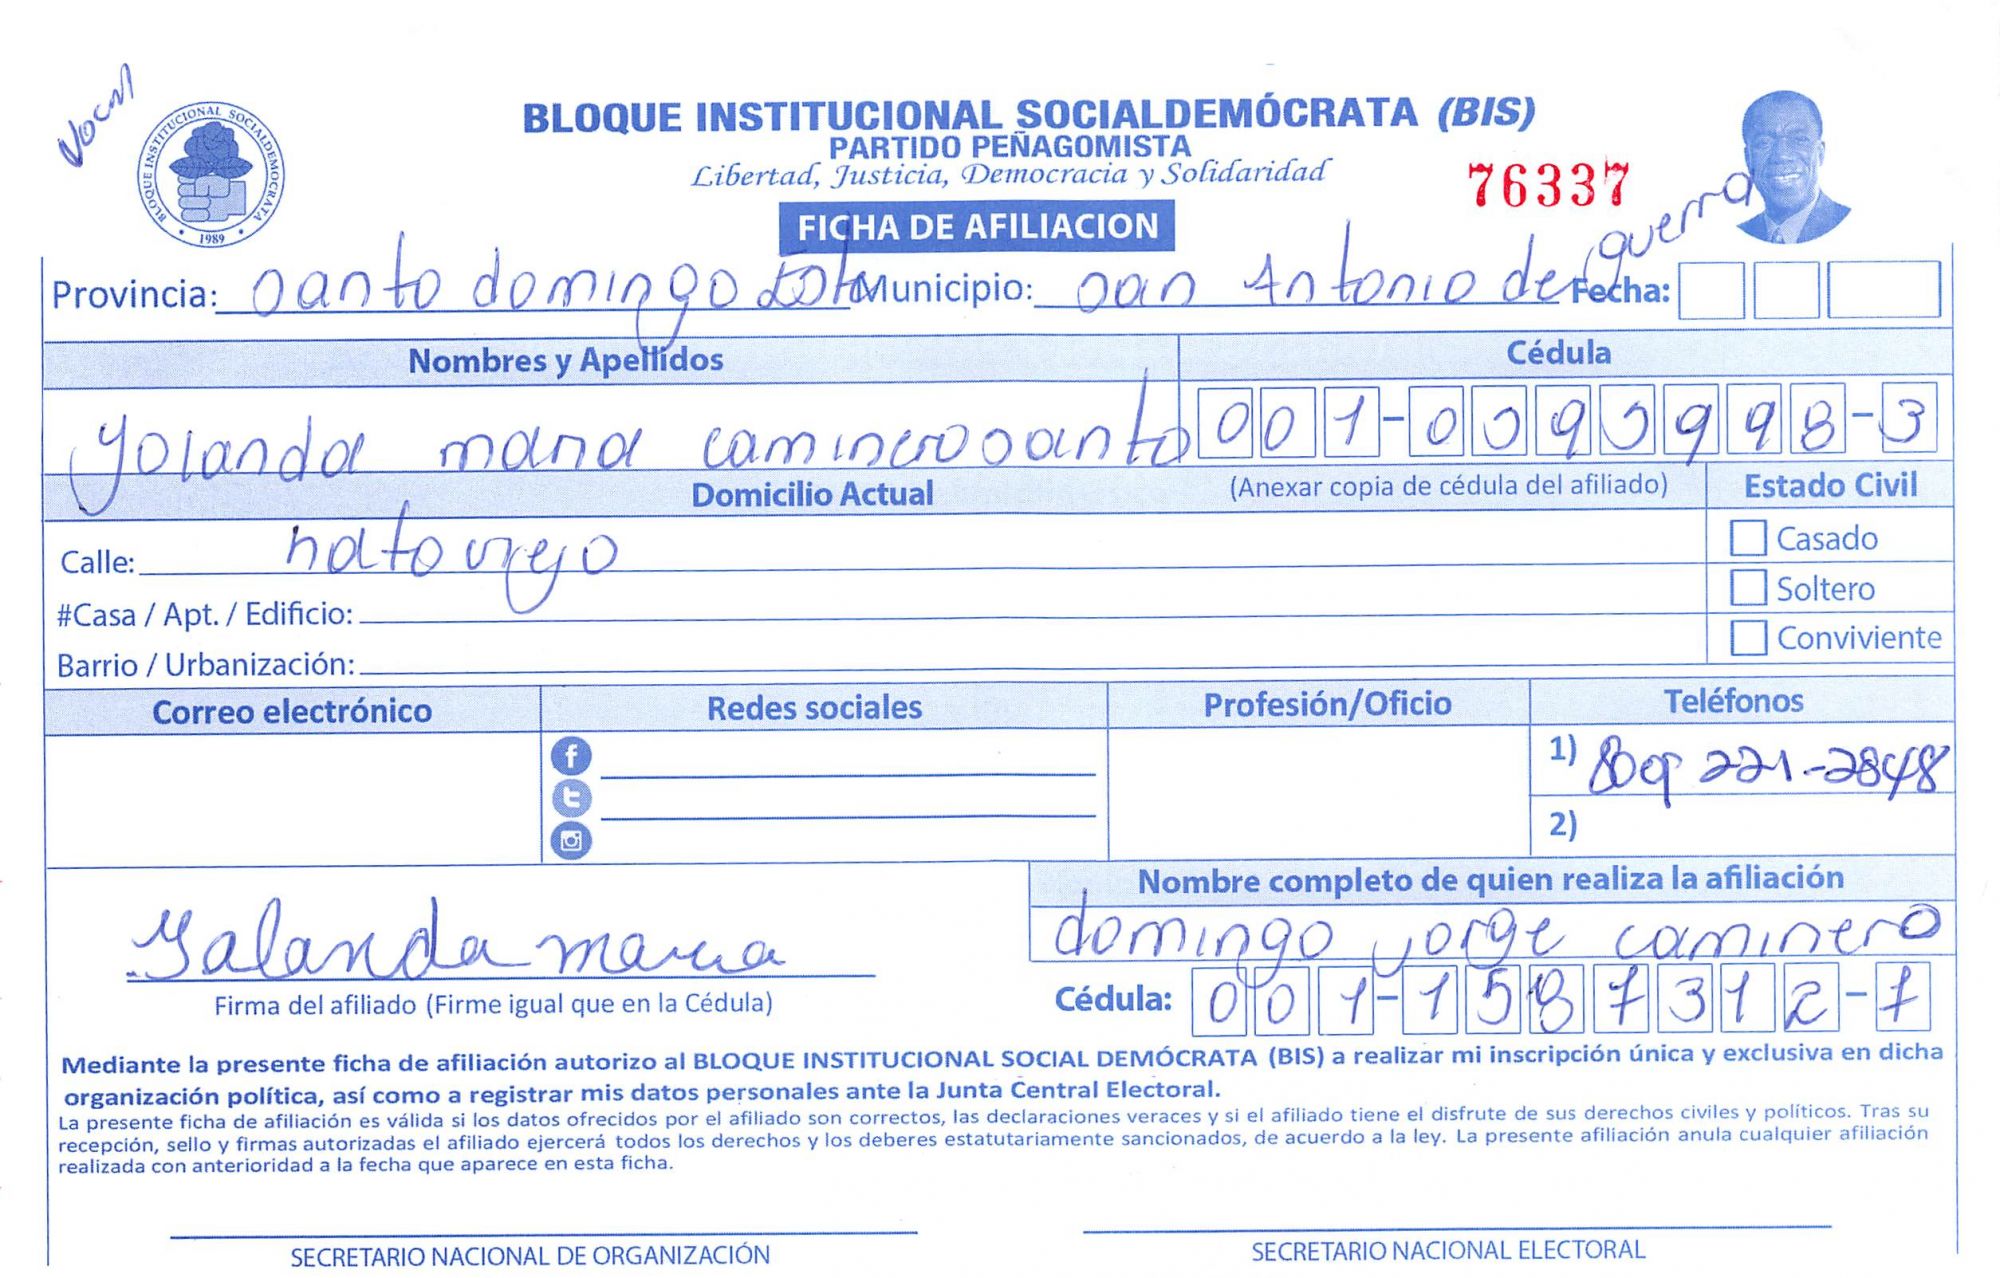 Vocal
BLOQUE INSTITUCIONAL SOCIALDEMOCRATA
1989
BLOQUE INSTITUCIONAL SOCIALDEMÓCRATA (BIS)
PARTIDO PEÑAGOMISTA
Libertad, Justicia, Democracia y Solidaridad
76337
FICHA DE AFILIACION
Provincia: santo domingo Este Municipio: san Antonio de guerra Fecha:
Nombres y Apellidos Cédula
yolanda maria caminero santo 001-0093998-3
Domicilio Actual (Anexar copia de cédula del afiliado) Estado Civil
Calle: hato viejo Casado
#Casa / Apt. / Edificio: Soltero
Barrio / Urbanización: Conviviente
Correo electrónico Redes sociales Profesión/Oficio Teléfonos
1) 809 221-2848
2)
Nombre completo de quien realiza la afiliación
domingo jorge caminero
Yolanda maria
Firma del afiliado (Firme igual que en la Cédula) Cédula: 001-1587312-1
Mediante la presente ficha de afiliación autorizo al BLOQUE INSTITUCIONAL SOCIAL DEMÓCRATA (BIS) a realizar mi inscripción única y exclusiva en dicha
organización política, así como a registrar mis datos personales ante la Junta Central Electoral.
La presente ficha de afiliación es válida si los datos ofrecidos por el afiliado son correctos, las declaraciones veraces y si el afiliado tiene el disfrute de sus derechos civiles y políticos. Tras su
recepción, sello y firmas autorizadas el afiliado ejercerá todos los derechos y los deberes estatutariamente sancionados, de acuerdo a la ley. La presente afiliación anula cualquier afiliación
realizada con anterioridad a la fecha que aparece en esta ficha.
SECRETARIO NACIONAL DE ORGANIZACIÓN SECRETARIO NACIONAL ELECTORAL